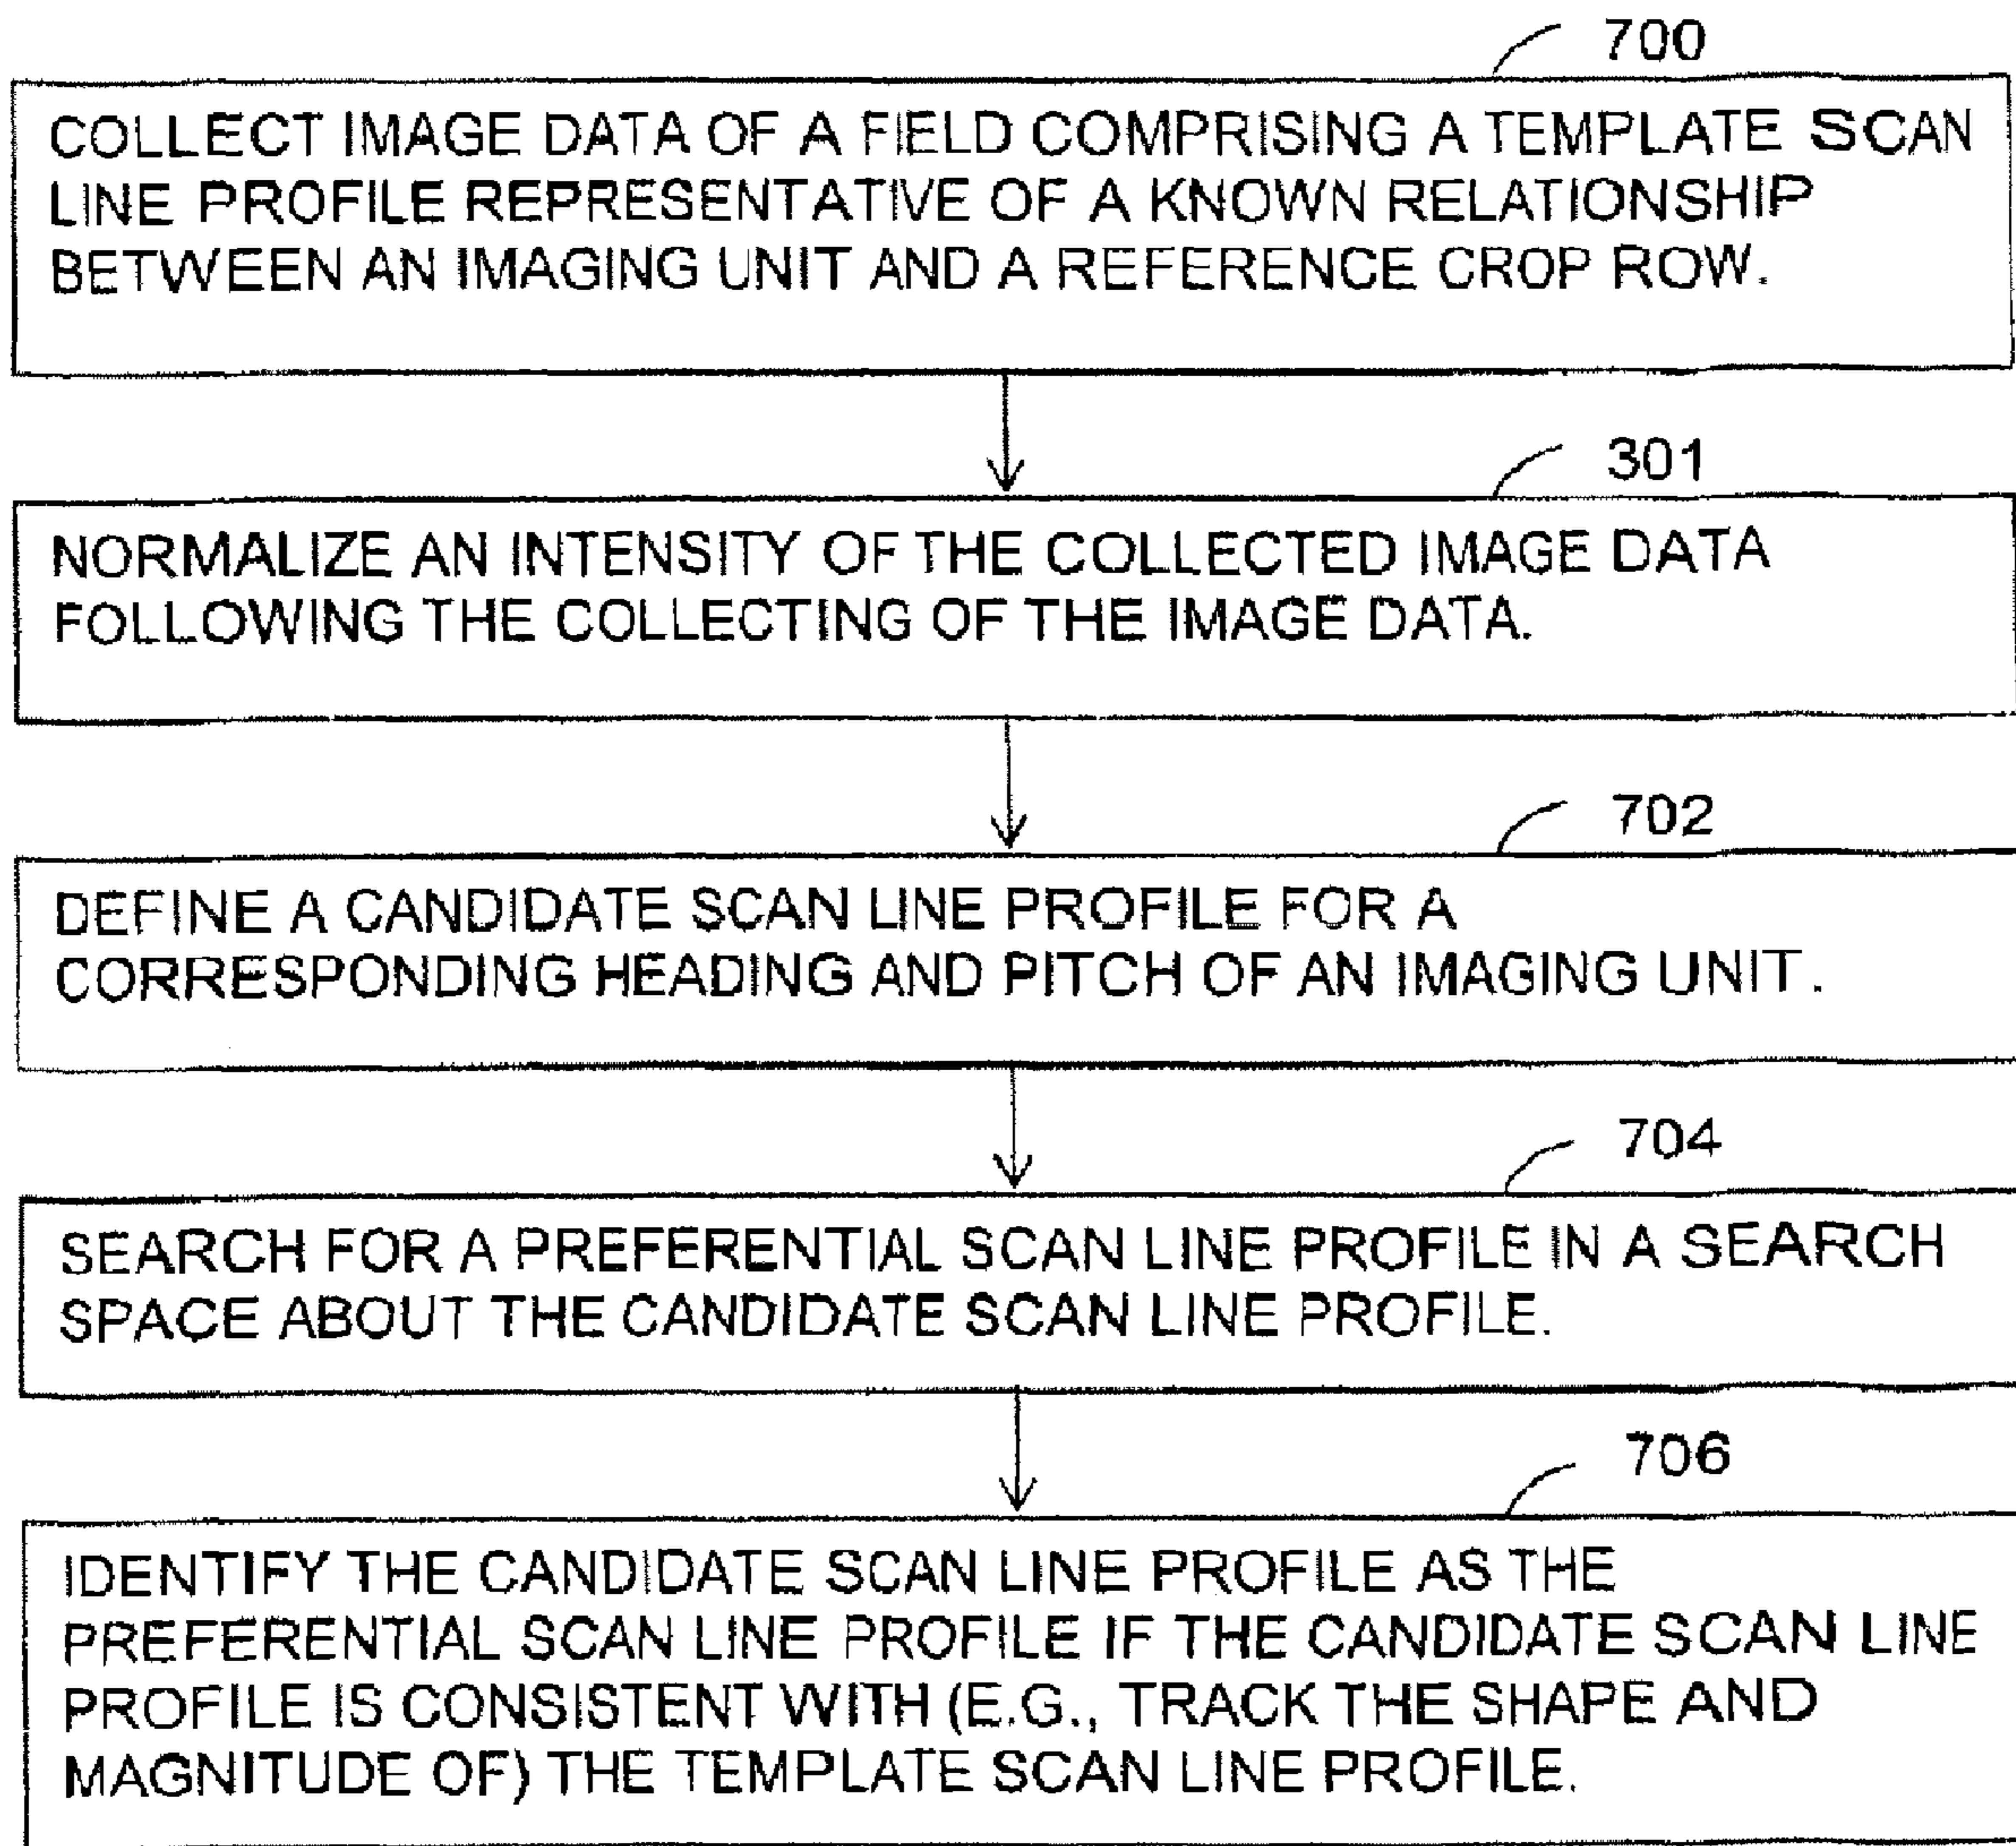 700
COLLECT IMAGE DATA OF A FIELD COMPRISING A TEMPLATE SCAN
LINE PROFILE REPRESENTATIVE OF A KNOWN RELATIONSHIP
BETWEEN AN IMAGING UNIT AND A REFERENCE CROP ROW.
301
NORMALIZE AN INTENSITY OF THE COLLECTED IMAGE DATA
FOLLOWING THE COLLECTING OF THE IMAGE DATA.
702
DEFINE A CANDIDATE SCAN LINE PROFILE FOR A
CORRESPONDING HEADING AND PITCH OF AN IMAGING UNIT.
704
SEARCH FOR A PREFERENTIAL SCAN LINE PROFILE IN A SEARCH
SPACE ABOUT THE CANDIDATE SCAN LINE PROFILE.
706
IDENTIFY THE CANDIDATE SCAN LINE PROFILE AS THE
PREFERENTIAL SCAN LINE PROFILE IF THE CANDIDATE SCAN LINE
PROFILE IS CONSISTENT WITH (E.G., TRACK THE SHAPE AND
MAGNITUDE OF) THE TEMPLATE SCAN LINE PROFILE.